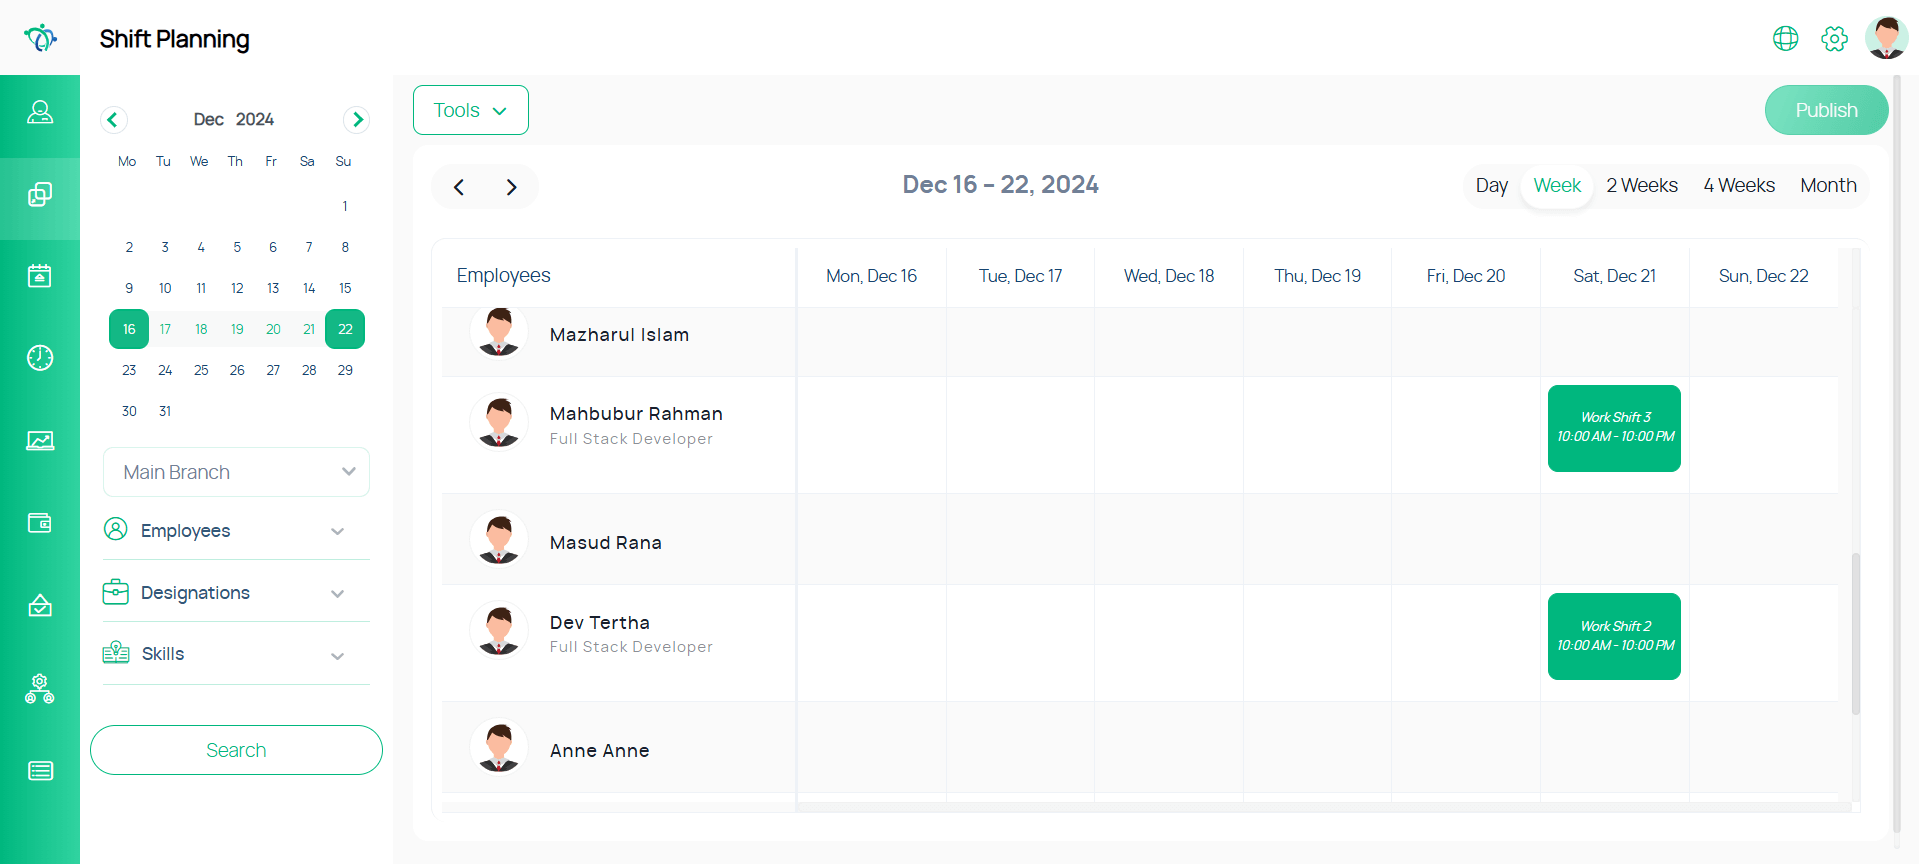 Shift Planning
Dec 2024
Mo Tu We Th Fr Sa Su
1
2 3 4 5 6 7 8
9 10 11 12 13 14 15
16 17 18 19 20 21 22
23 24 25 26 27 28 29
30 31
Main Branch
Employees
Designations
Skills
Search
Tools
Publish
Dec 16 – 22, 2024
Day Week 2 Weeks 4 Weeks Month
Employees Mon, Dec 16 Tue, Dec 17 Wed, Dec 18 Thu, Dec 19 Fri, Dec 20 Sat, Dec 21 Sun, Dec 22
Mazharul Islam
Mahbubur Rahman
Full Stack Developer
Work Shift 3
10:00 AM - 10:00 PM
Masud Rana
Dev Tertha
Full Stack Developer
Work Shift 2
10:00 AM - 10:00 PM
Anne Anne